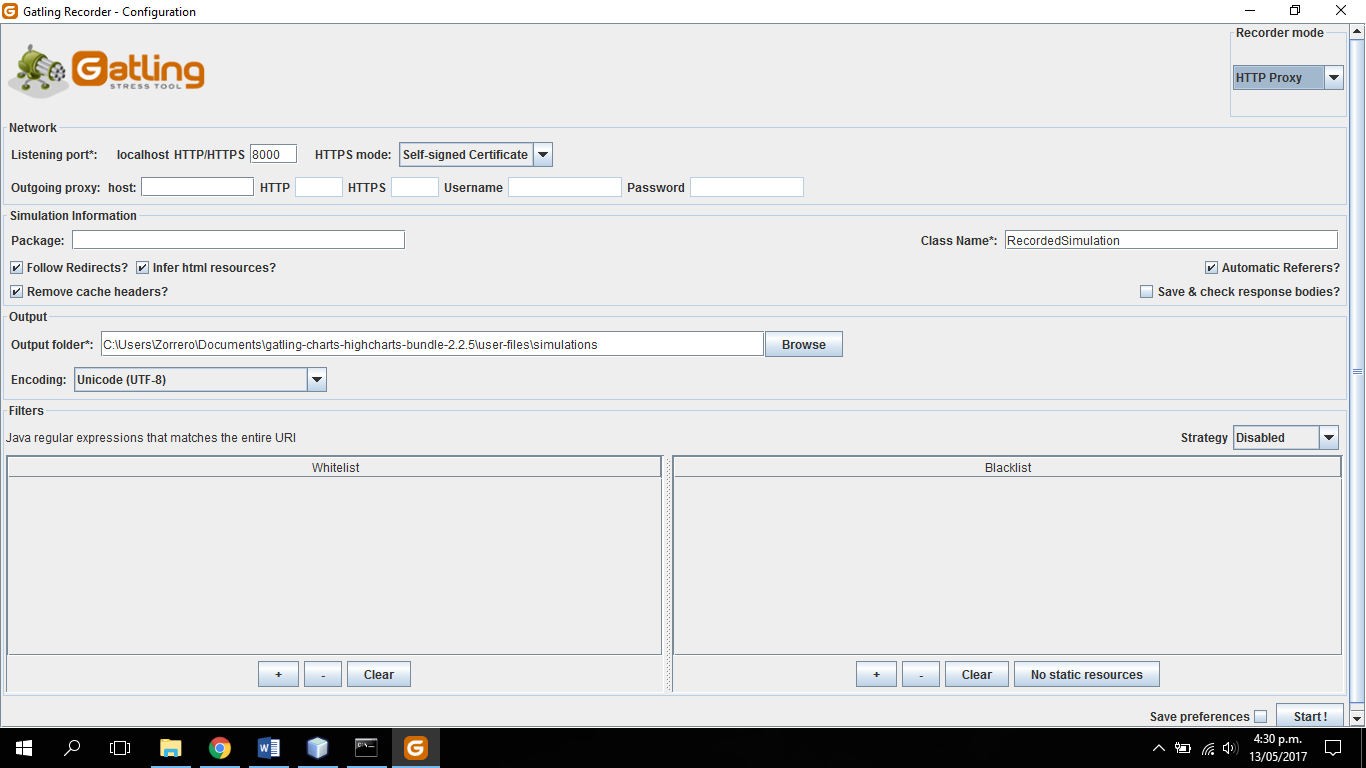 Gatling Recorder - Configuration
Gatling
STRESS TOOL
Recorder mode
HTTP Proxy
Network
Listening port*: localhost HTTP/HTTPS 8000 HTTPS mode: Self-signed Certificate
Outgoing proxy: host: HTTP HTTPS Username Password
Simulation Information
Package: Class Name*: RecordedSimulation
Follow Redirects? Infer html resources? Automatic Referers?
Remove cache headers? Save & check response bodies?
Output
Output folder*: C:\Users\Zorrero\Documents\gatling-charts-highcharts-bundle-2.2.5\user-files\simulations Browse
Encoding: Unicode (UTF-8)
Filters
Java regular expressions that matches the entire URI Strategy Disabled
Whitelist Blacklist
+ - Clear + - Clear No static resources
Save preferences Start !
4:30 p.m.
13/05/2017